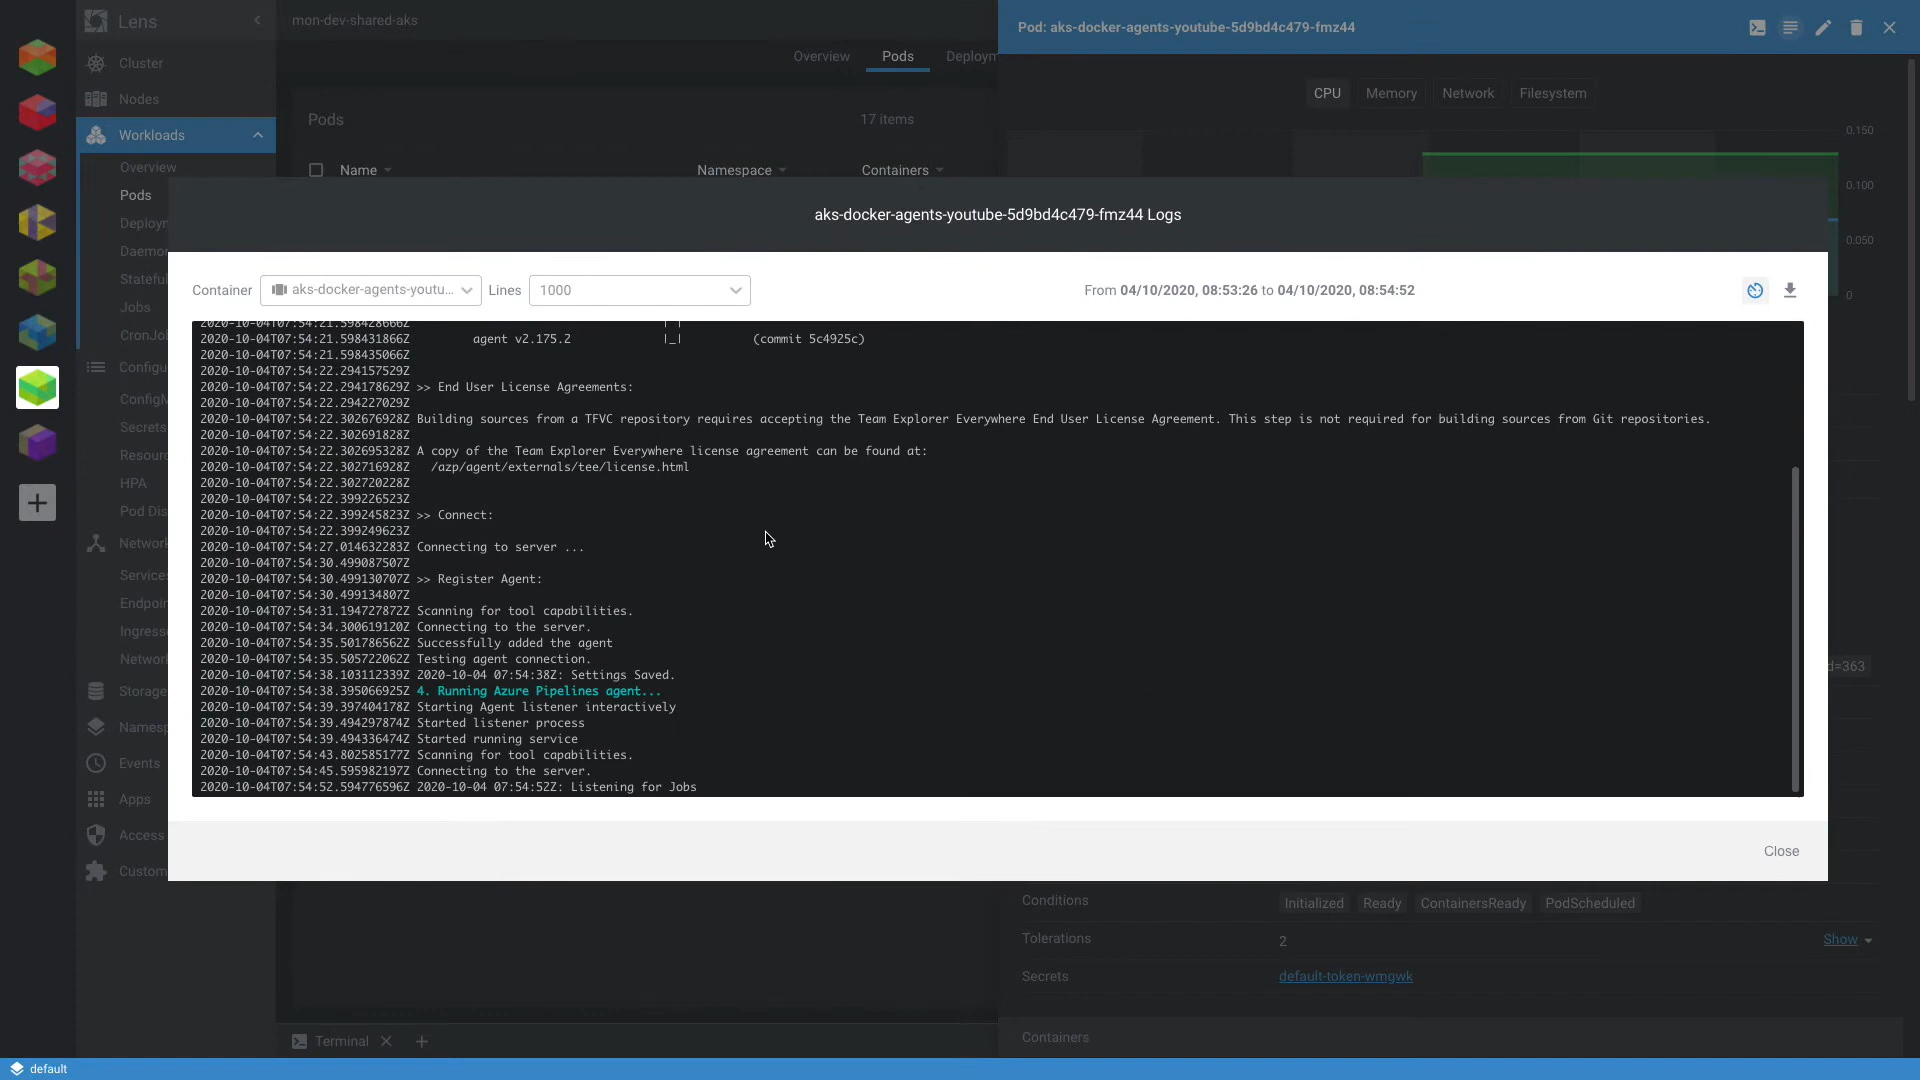 Lens
mon-dev-shared-aks
Pod: aks-docker-agents-youtube-5d9bd4c479-fmz44
Cluster
Nodes
Workloads
Overview
Pods
Overview Pods
CPU Memory Network Filesystem
Pods 17 items
Name Namespace Containers
0.150
0.100
0.050
0
Jobs
Network
Secrets
HPA
Storage
Events
Apps
Access
Custom
aks-docker-agents-youtube-5d9bd4c479-fmz44 Logs
Container aks-docker-agents-youtu... Lines 1000 From 04/10/2020, 08:53:26 to 04/10/2020, 08:54:52
2020-10-04T07:54:21.598428666Z | |
2020-10-04T07:54:21.598431866Z agent v2.175.2 |_| (commit 5c4925c)
2020-10-04T07:54:21.598435066Z
2020-10-04T07:54:22.294157529Z
2020-10-04T07:54:22.294178629Z >> End User License Agreements:
2020-10-04T07:54:22.294227029Z
2020-10-04T07:54:22.302676928Z Building sources from a TFVC repository requires accepting the Team Explorer Everywhere End User License Agreement. This step is not required for building sources from Git repositories.
2020-10-04T07:54:22.302691828Z
2020-10-04T07:54:22.302695328Z A copy of the Team Explorer Everywhere license agreement can be found at:
2020-10-04T07:54:22.302716928Z /azp/agent/externals/tee/license.html
2020-10-04T07:54:22.302720228Z
2020-10-04T07:54:22.399226523Z
2020-10-04T07:54:22.399245823Z >> Connect:
2020-10-04T07:54:22.399249623Z
2020-10-04T07:54:27.014632283Z Connecting to server ...
2020-10-04T07:54:30.499087507Z
2020-10-04T07:54:30.499130707Z >> Register Agent:
2020-10-04T07:54:30.499134807Z
2020-10-04T07:54:31.194727872Z Scanning for tool capabilities.
2020-10-04T07:54:34.300619120Z Connecting to the server.
2020-10-04T07:54:35.501786562Z Successfully added the agent
2020-10-04T07:54:35.505722062Z Testing agent connection.
2020-10-04T07:54:38.103112339Z 2020-10-04 07:54:38Z: Settings Saved.
2020-10-04T07:54:38.395066925Z 4. Running Azure Pipelines agent...
2020-10-04T07:54:39.397404178Z Starting Agent listener interactively
2020-10-04T07:54:39.494297874Z Started listener process
2020-10-04T07:54:39.494336474Z Started running service
2020-10-04T07:54:43.802585177Z Scanning for tool capabilities.
2020-10-04T07:54:45.595982197Z Connecting to the server.
2020-10-04T07:54:52.594776596Z 2020-10-04 07:54:52Z: Listening for Jobs
Close
d=363
Conditions Initialized Ready ContainersReady PodScheduled
Tolerations 2 Show
Secrets default-token-wmgwk
Containers
Terminal
default